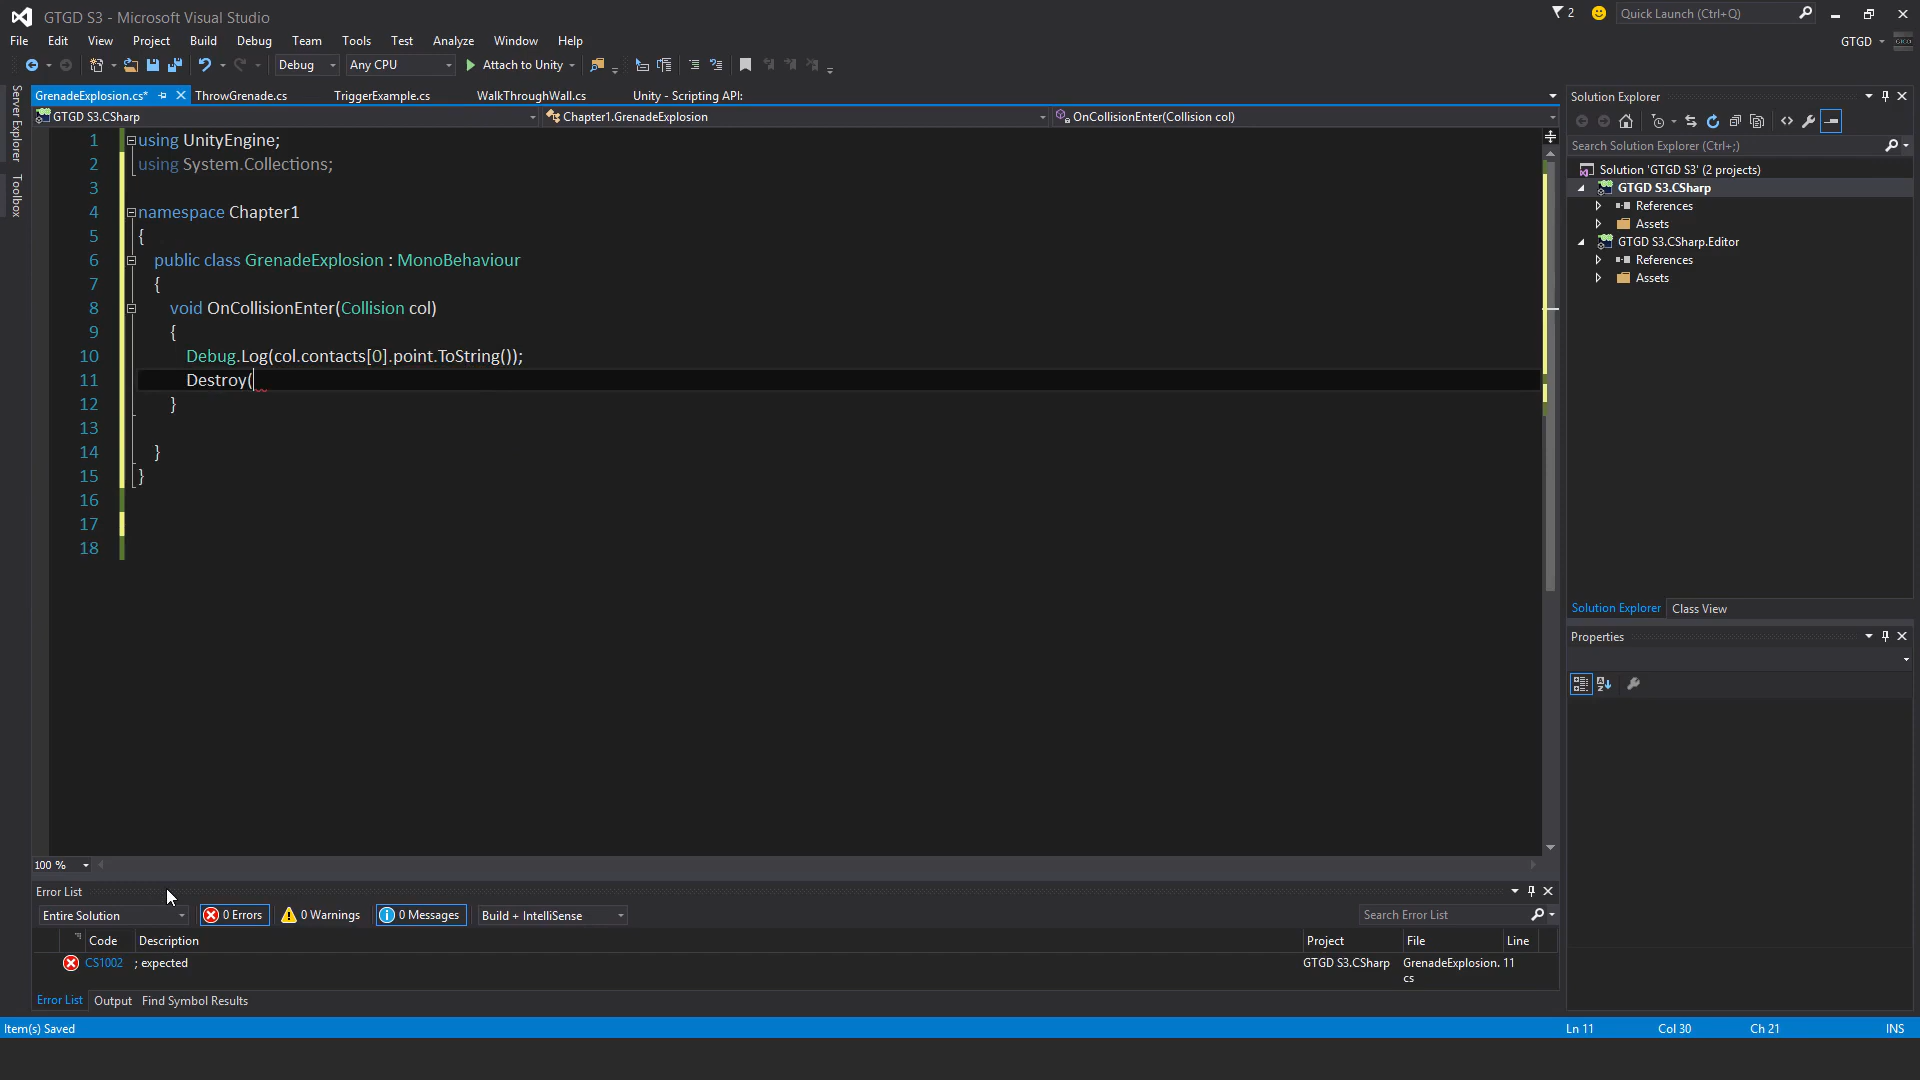 GTGD S3 - Microsoft Visual Studio
2
Quick Launch (Ctrl+Q)
File Edit View Project Build Debug Team Tools Test Analyze Window Help
GTGD
Debug Any CPU Attach to Unity
GrenadeExplosion.cs* ThrowGrenade.cs TriggerExample.cs WalkThroughWall.cs Unity - Scripting API:
GTGD S3.CSharp Chapter1.GrenadeExplosion OnCollisionEnter(Collision col)
Server Explorer
Toolbox
1 using UnityEngine;
2 using System.Collections;
3
4 namespace Chapter1
5 {
6 public class GrenadeExplosion : MonoBehaviour
7 {
8 void OnCollisionEnter(Collision col)
9 {
10 Debug.Log(col.contacts[0].point.ToString());
11 Destroy(
12 }
13
14 }
15 }
16
17
18
100 %
Solution Explorer
Search Solution Explorer (Ctrl+;)
Solution 'GTGD S3' (2 projects)
GTGD S3.CSharp
References
Assets
GTGD S3.CSharp.Editor
References
Assets
Solution Explorer Class View
Properties
Error List
Entire Solution 0 Errors 0 Warnings 0 Messages Build + IntelliSense Search Error List
Code Description Project File Line
CS1002 ; expected GTGD S3.CSharp GrenadeExplosion. 11
cs
Error List Output Find Symbol Results
Item(s) Saved Ln 11 Col 30 Ch 21 INS